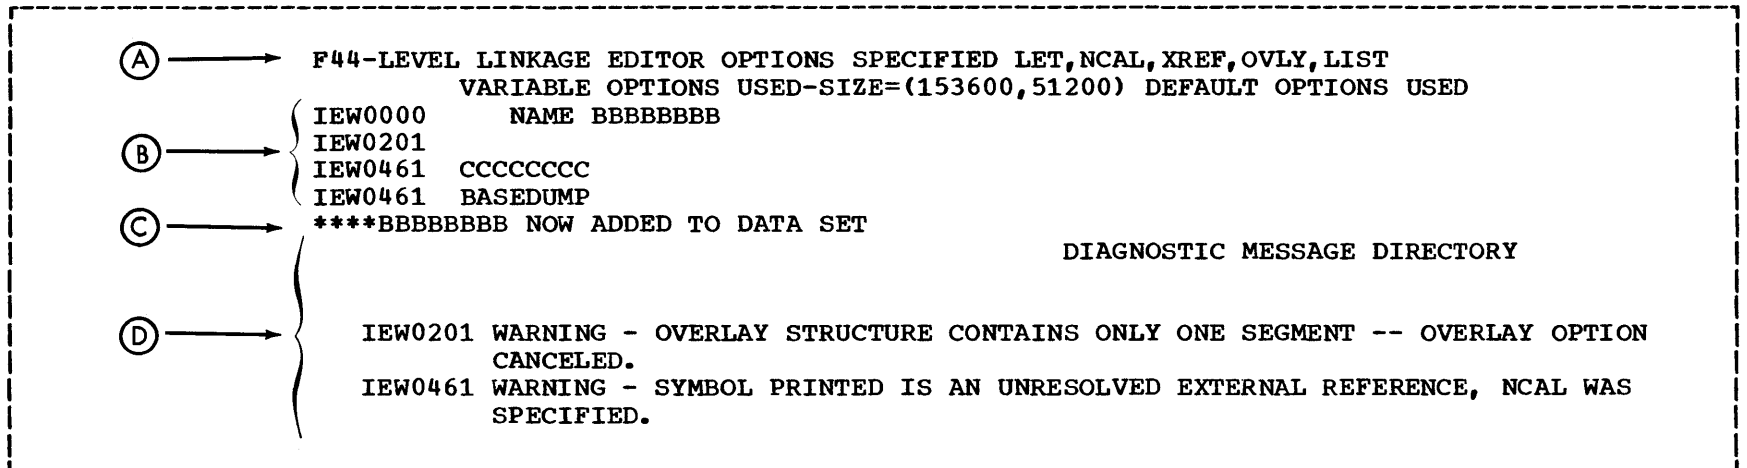 (A) F44-LEVEL LINKAGE EDITOR OPTIONS SPECIFIED LET,NCAL,XREF,OVLY,LIST
VARIABLE OPTIONS USED-SIZE=(153600,51200) DEFAULT OPTIONS USED
IEW0000 NAME BBBBBBBB
(B) IEW0201
IEW0461 CCCCCCCC
IEW0461 BASEDUMP
(C) ****BBBBBBBB NOW ADDED TO DATA SET
DIAGNOSTIC MESSAGE DIRECTORY
(D) IEW0201 WARNING - OVERLAY STRUCTURE CONTAINS ONLY ONE SEGMENT -- OVERLAY OPTION
CANCELED.
IEW0461 WARNING - SYMBOL PRINTED IS AN UNRESOLVED EXTERNAL REFERENCE, NCAL WAS
SPECIFIED.